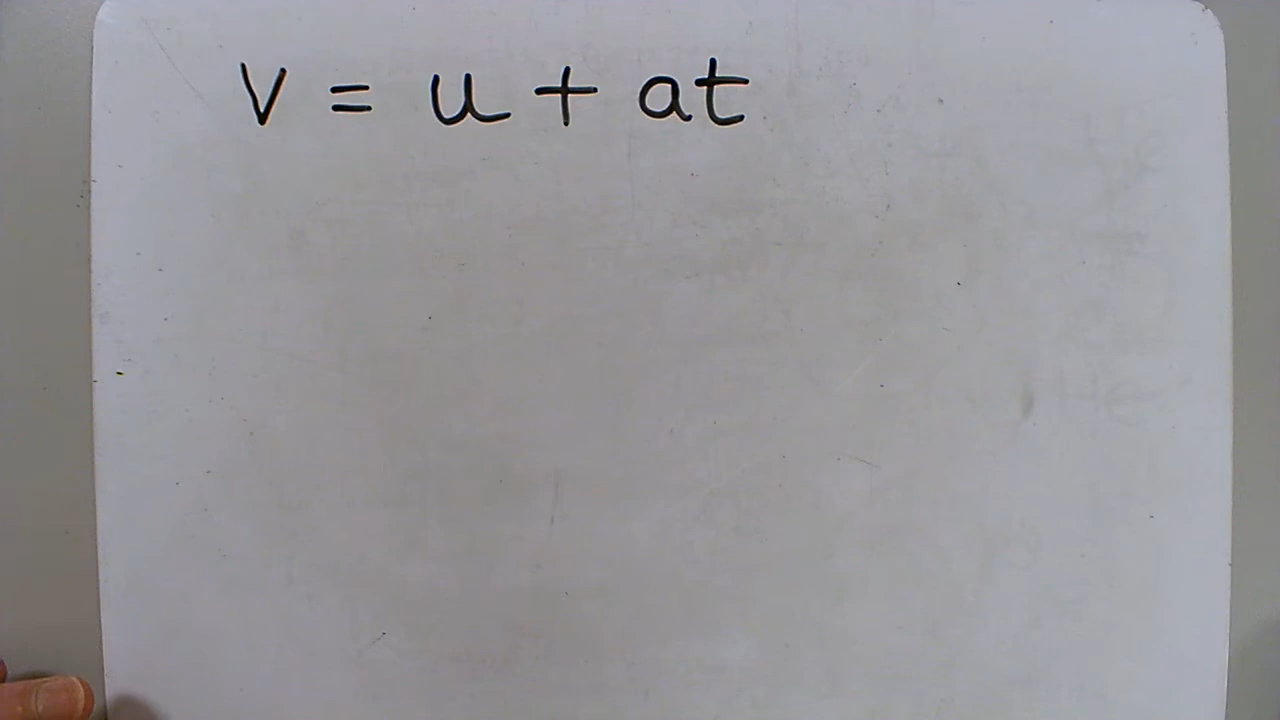 v = u + at